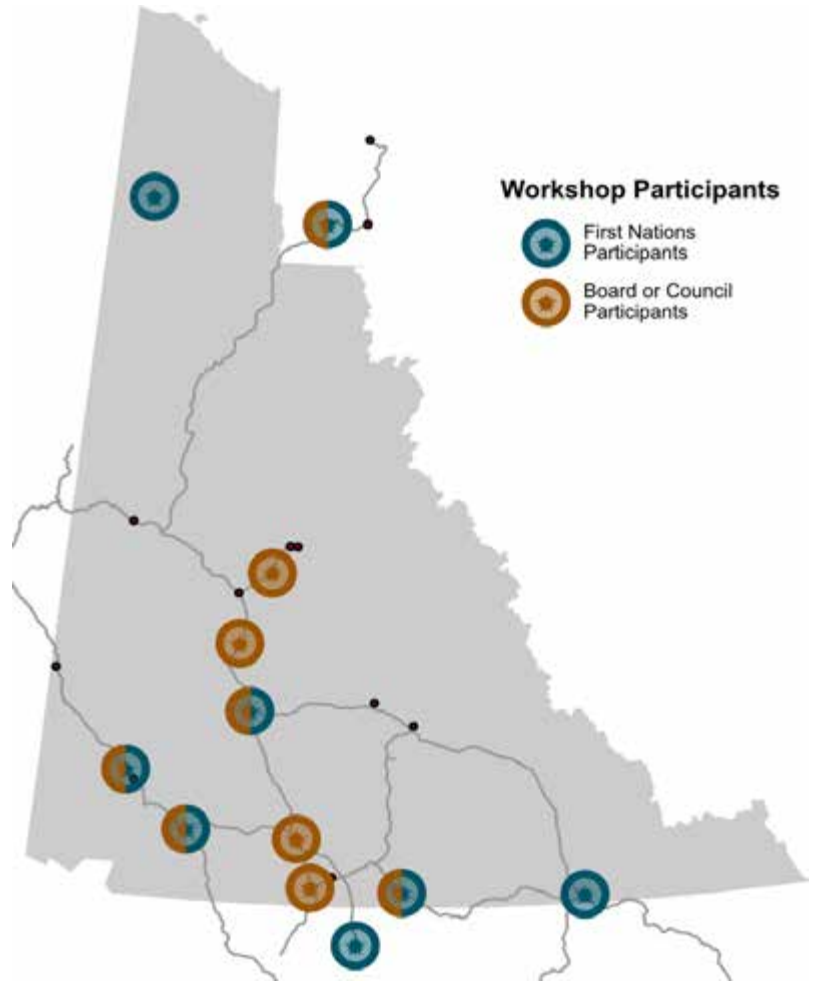 Workshop Participants
First Nations
Participants
Board or Council
Participants